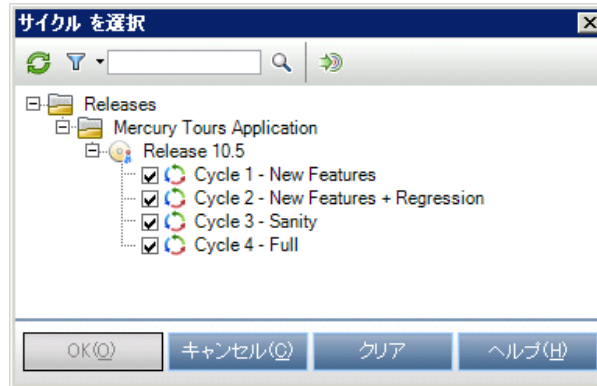 サイクル を選択
Releases
Mercury Tours Application
Release 10.5
Cycle 1 - New Features
Cycle 2 - New Features + Regression
Cycle 3 - Sanity
Cycle 4 - Full
OK(O) キャンセル(C) クリア ヘルプ(H)